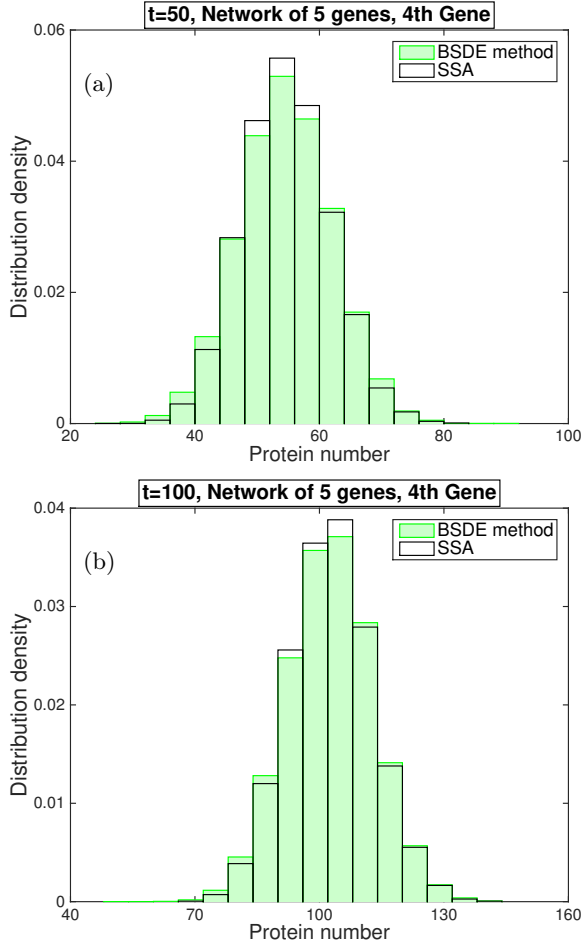 t=50, Network of 5 genes, 4th Gene
0.06
BSDE method
SSA
(a)
0.04
Distribution density
0.02
0
20
40
60
80
100
Protein number
t=100, Network of 5 genes, 4th Gene
0.04
BSDE method
SSA
(b)
0.03
Distribution density
0.02
0.01
0
40
70
100
130
160
Protein number